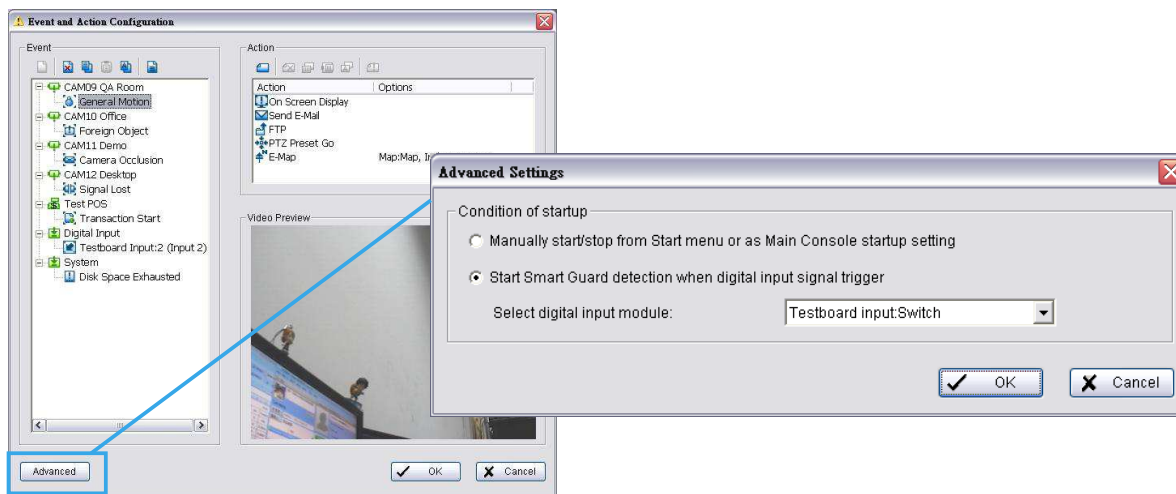 Event and Action Configuration
Event
CAM09 QA Room
General Motion
CAM10 Office
Foreign Object
CAM11 Demo
Camera Occlusion
CAM12 Desktop
Signal Lost
Test POS
Transaction Start
Digital Input
Testboard Input:2 (Input 2)
System
Disk Space Exhausted
Advanced
Action
Action Options
On Screen Display
Send E-Mail
FTP
PTZ Preset Go
E-Map Map:Map,
Video Preview
OK Cancel
Advanced Settings
Condition of startup
Manually start/stop from Start menu or as Main Console startup setting
Start Smart Guard detection when digital input signal trigger
Select digital input module: Testboard input:Switch
OK Cancel